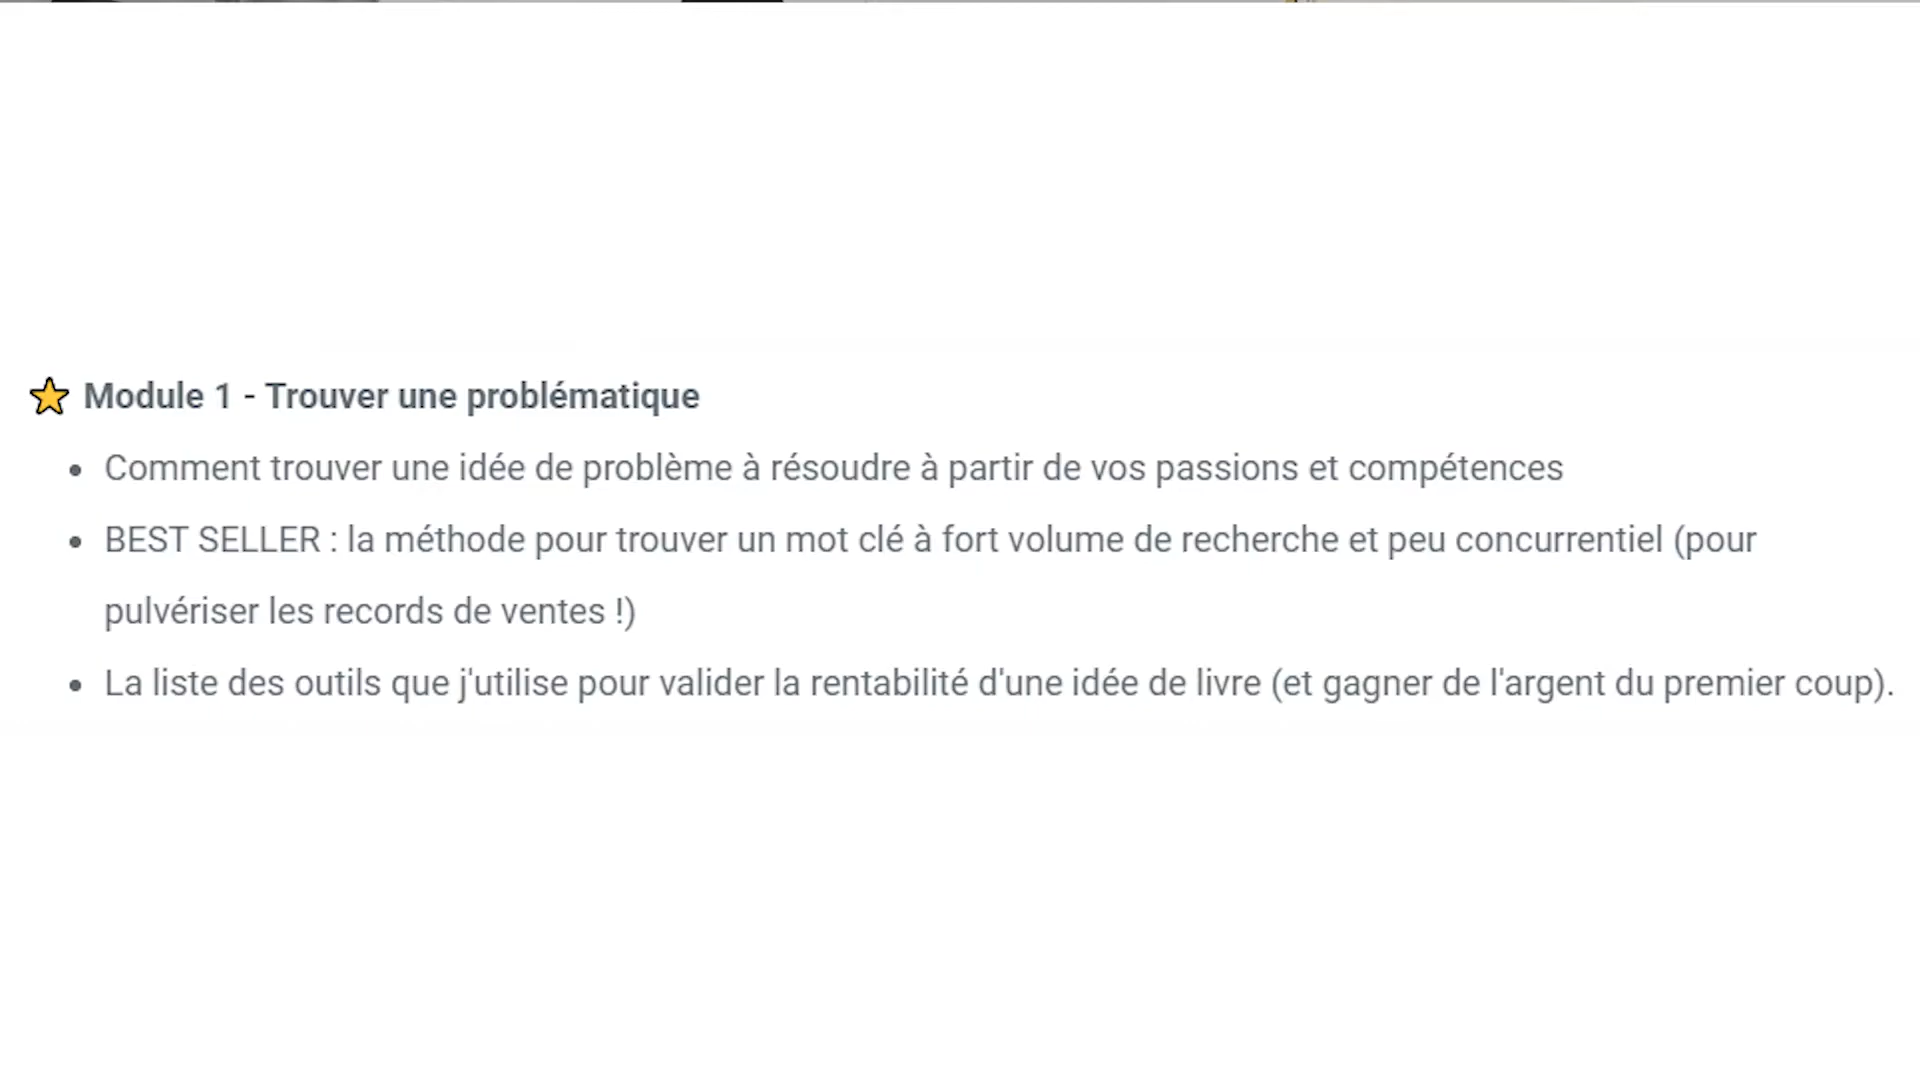 Module 1 - Trouver une problématique
• Comment trouver une idée de problème à résoudre à partir de vos passions et compétences
• BEST SELLER : la méthode pour trouver un mot clé à fort volume de recherche et peu concurrentiel (pour
pulvériser les records de ventes !)
• La liste des outils que j'utilise pour valider la rentabilité d'une idée de livre (et gagner de l'argent du premier coup).